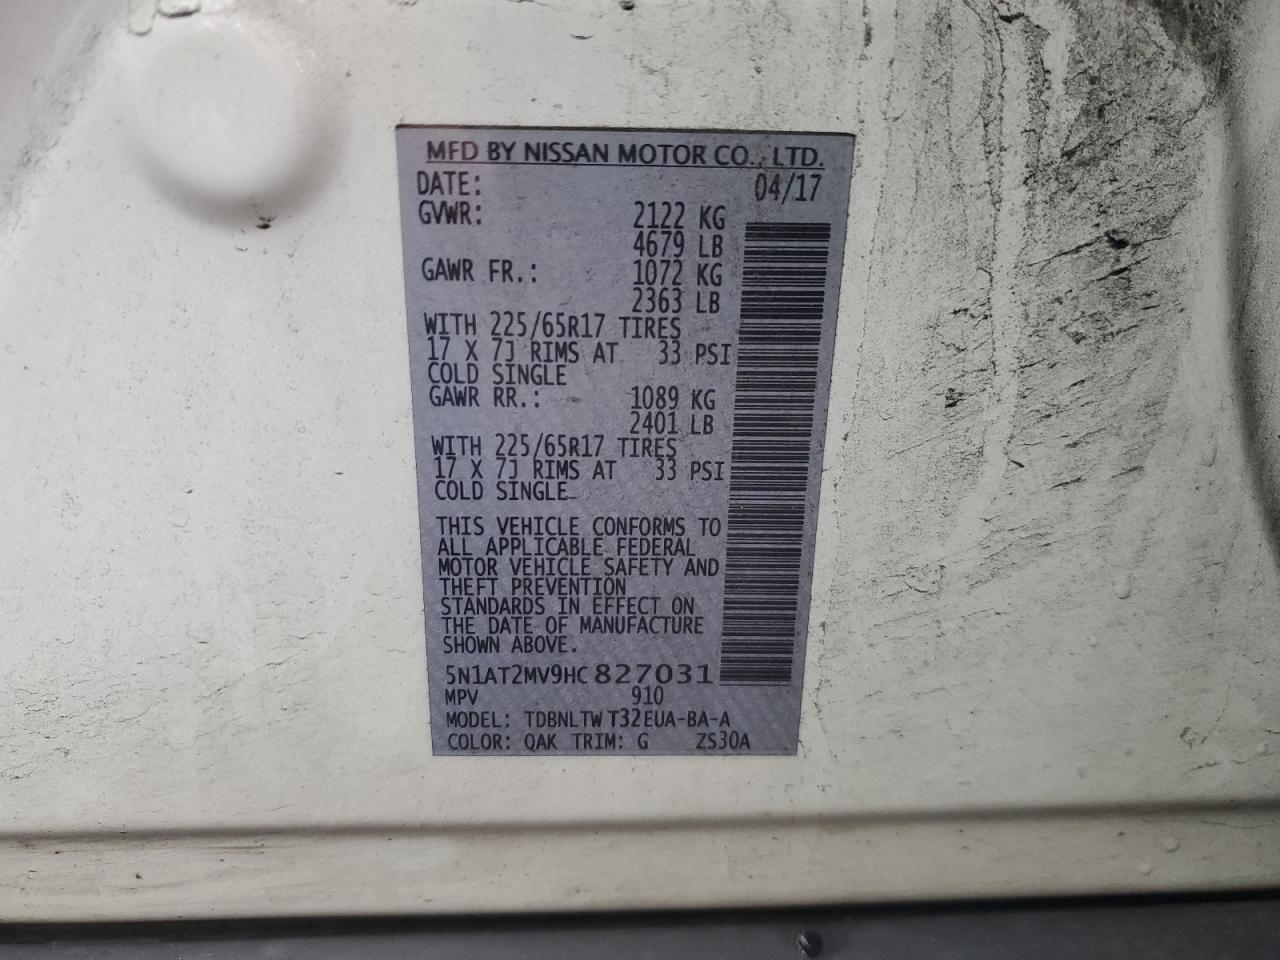 MFD BY NISSAN MOTOR CO., LTD.
DATE: 04/17
GVWR: 2122 KG
4679 LB
GAWR FR.: 1072 KG
2363 LB
WITH 225/65R17 TIRES
17 X 7J RIMS AT 33 PSI
COLD SINGLE
GAWR RR.: 1089 KG
2401 LB
WITH 225/65R17 TIRES
17 X 7J RIMS AT 33 PSI
COLD SINGLE
THIS VEHICLE CONFORMS TO
ALL APPLICABLE FEDERAL
MOTOR VEHICLE SAFETY AND
THEFT PREVENTION
STANDARDS IN EFFECT ON
THE DATE OF MANUFACTURE
SHOWN ABOVE.
5N1AT2MV9HC827031
MPV 910
MODEL: TDBNLTW T32EUA-BA-A
COLOR: QAK TRIM: G ZS30A